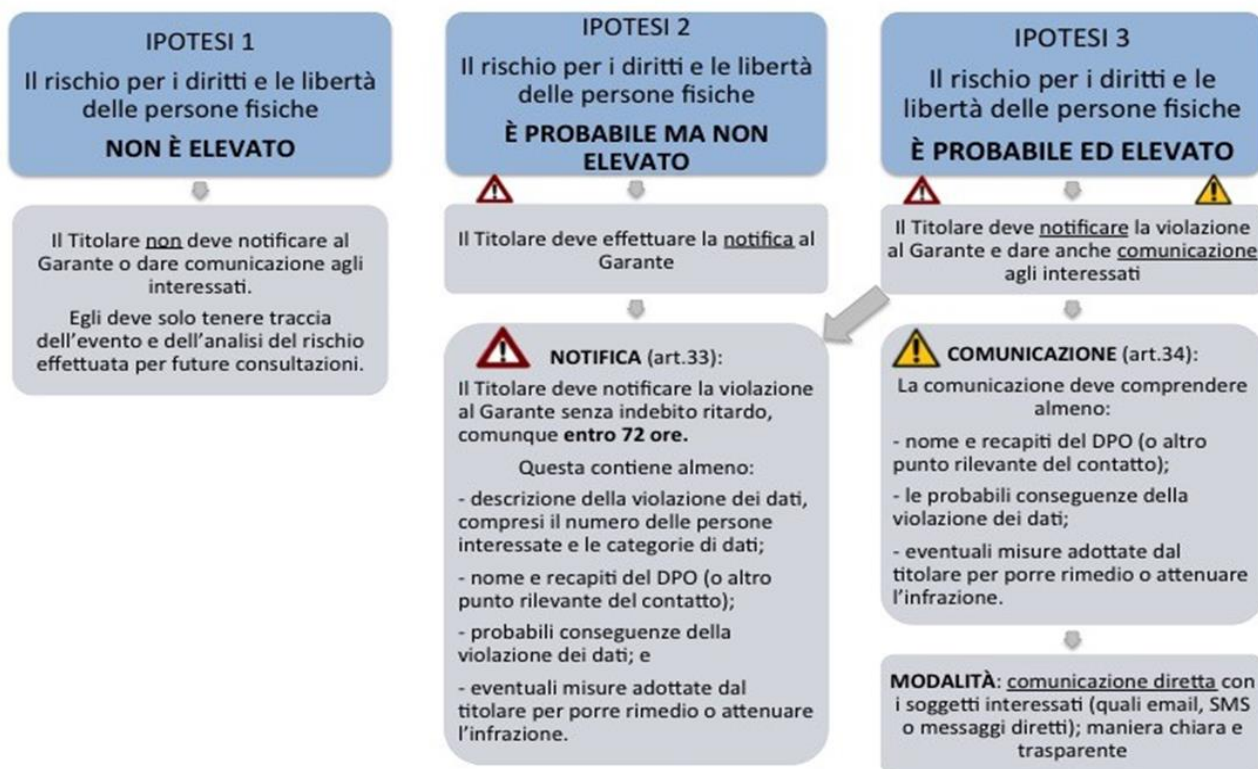 IPOTESI 1
Il rischio per i diritti e le libertà
delle persone fisiche
NON È ELEVATO
Il Titolare non deve notificare al
Garante o dare comunicazione agli
interessati.
Egli deve solo tenere traccia
dell'evento e dell'analisi del rischio
effettuata per future consultazioni.
IPOTESI 2
Il rischio per i diritti e le libertà
delle persone fisiche
È PROBABILE MA NON
ELEVATO
Il Titolare deve effettuare la notifica al
Garante
NOTIFICA (art.33):
Il Titolare deve notificare la violazione
al Garante senza indebito ritardo,
comunque entro 72 ore.
Questa contiene almeno:
- descrizione della violazione dei dati,
compresi il numero delle persone
interessate e le categorie di dati;
- nome e recapiti del DPO (o altro
punto rilevante del contatto);
- probabili conseguenze della
violazione dei dati; e
- eventuali misure adottate dal
titolare per porre rimedio o attenuare
l'infrazione.
IPOTESI 3
Il rischio per i diritti e le
libertà delle persone fisiche
È PROBABILE ED ELEVATO
Il Titolare deve notificare la violazione
al Garante e dare anche comunicazione
agli interessati
COMUNICAZIONE (art.34):
La comunicazione deve comprendere
almeno:
- nome e recapiti del DPO (o altro
punto rilevante del contatto);
- le probabili conseguenze della
violazione dei dati;
- eventuali misure adottate dal
titolare per porre rimedio o attenuare
l'infrazione.
MODALITÀ: comunicazione diretta con
i soggetti interessati (quali email, SMS
o messaggi diretti); maniera chiara e
trasparente